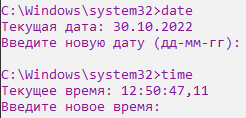 C:\Windows\system32>date
Текущая дата: 30.10.2022
Введите новую дату (дд-мм-гг):
C:\Windows\system32>time
Текущее время: 12:50:47,11
Введите новое время: